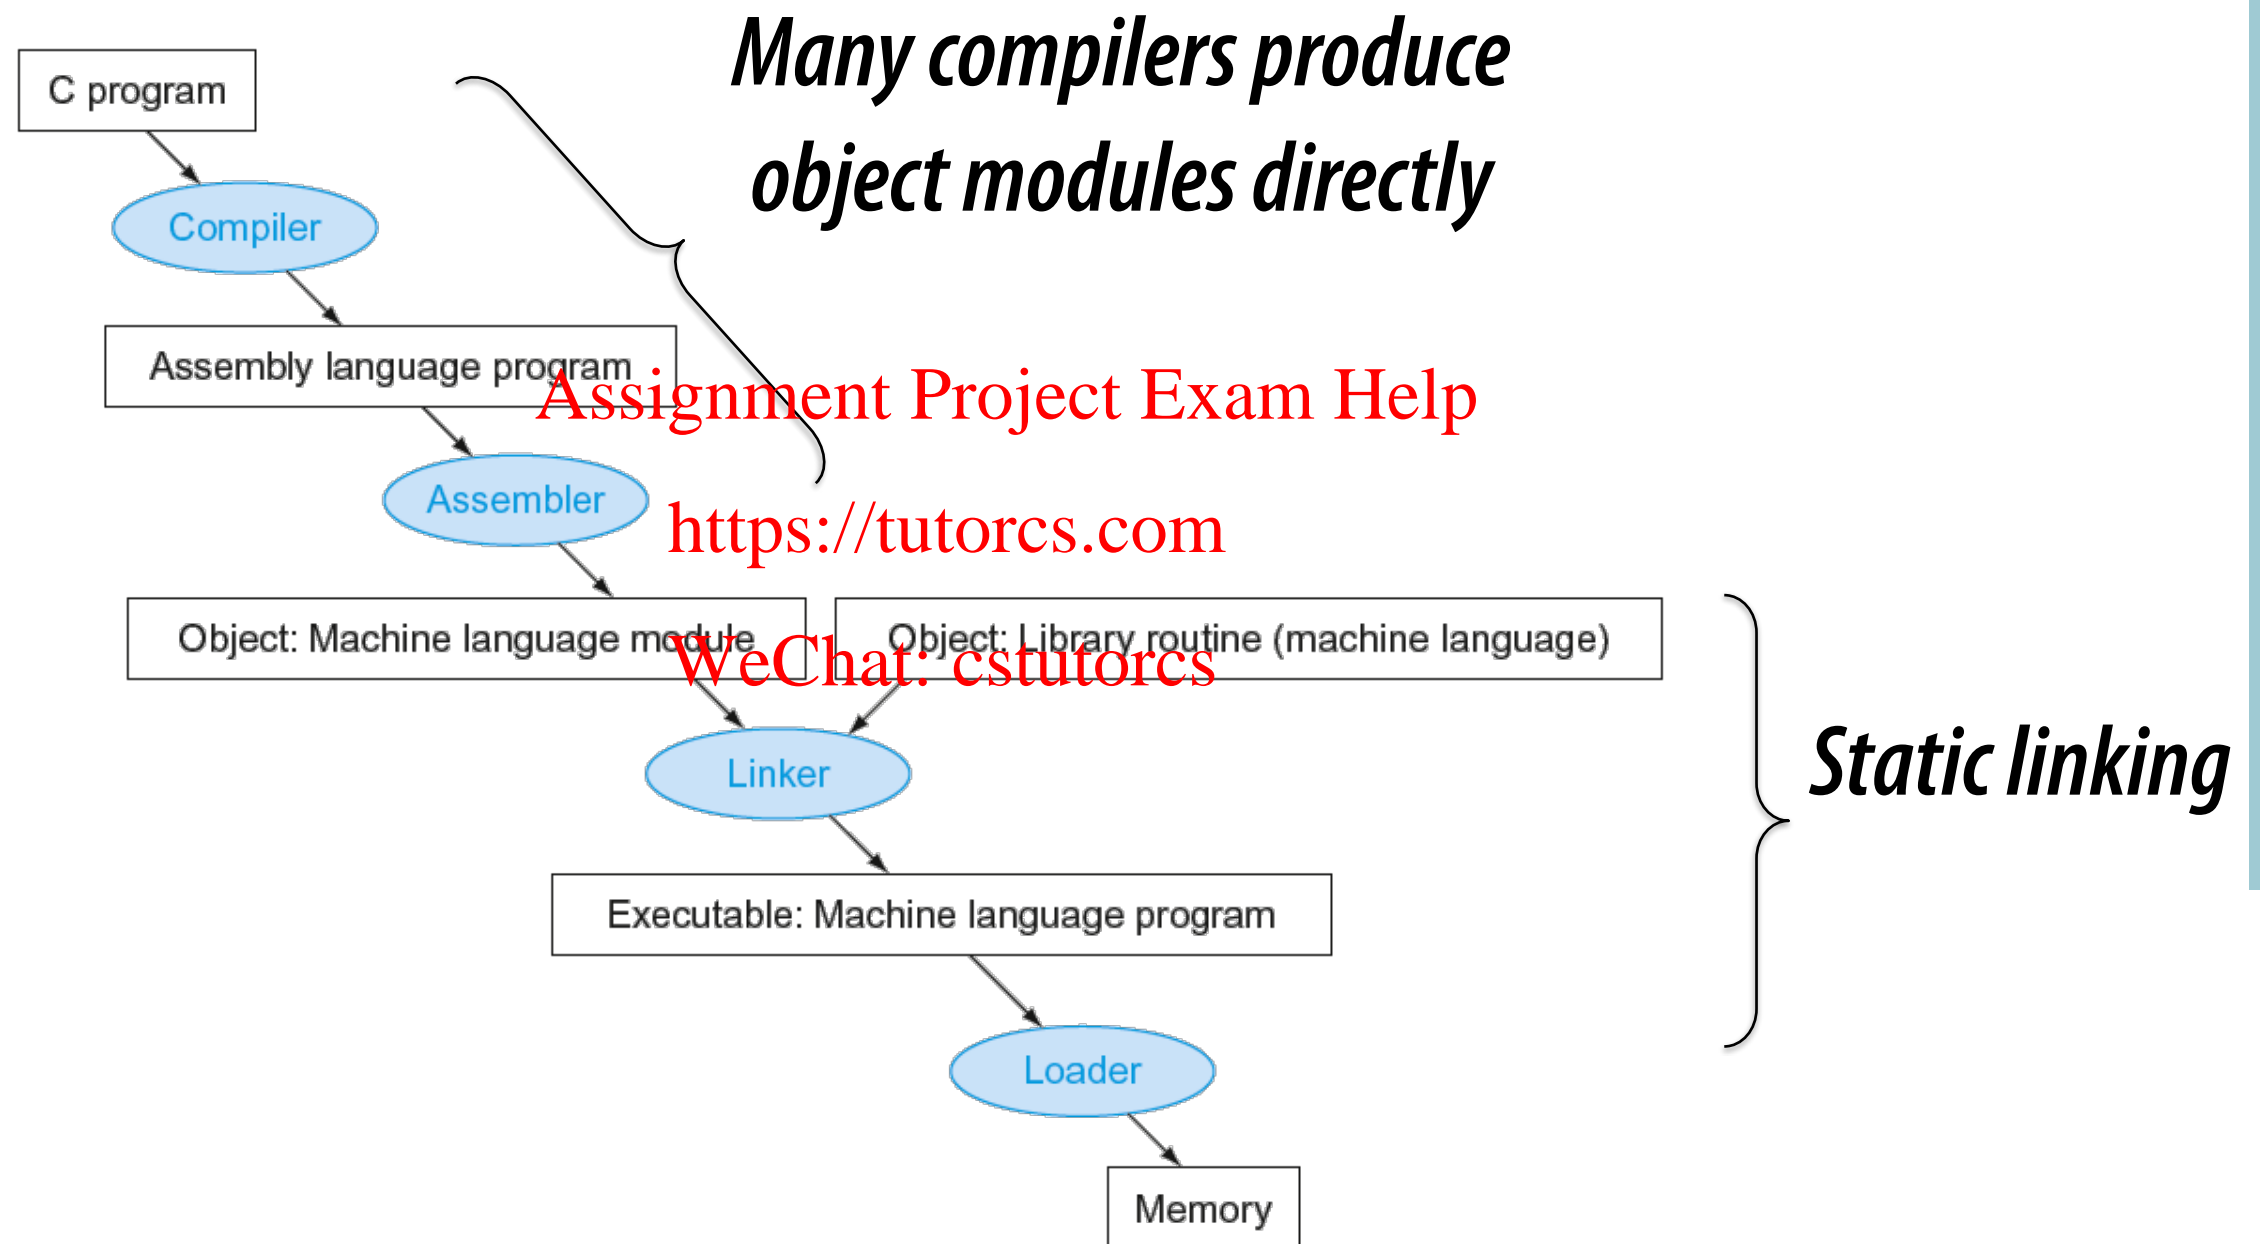 Many compilers produce
object modules directly
C program
Compiler
Assembly language program
Assignment Project Exam Help
Assembler
https://tutorcs.com
Object: Machine language module
Object: Library routine (machine language)
WeChat: cstutorcs
Linker
Static linking
Executable: Machine language program
Loader
Memory